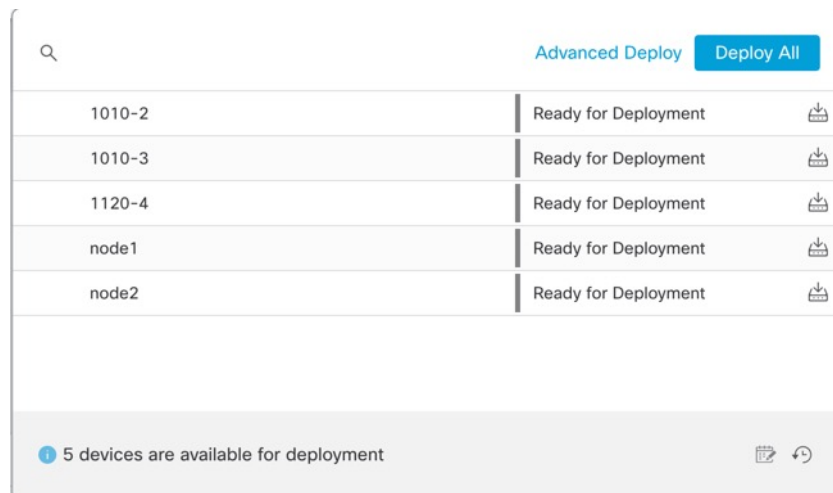 Advanced Deploy Deploy All
1010-2 Ready for Deployment
1010-3 Ready for Deployment
1120-4 Ready for Deployment
node1 Ready for Deployment
node2 Ready for Deployment
5 devices are available for deployment